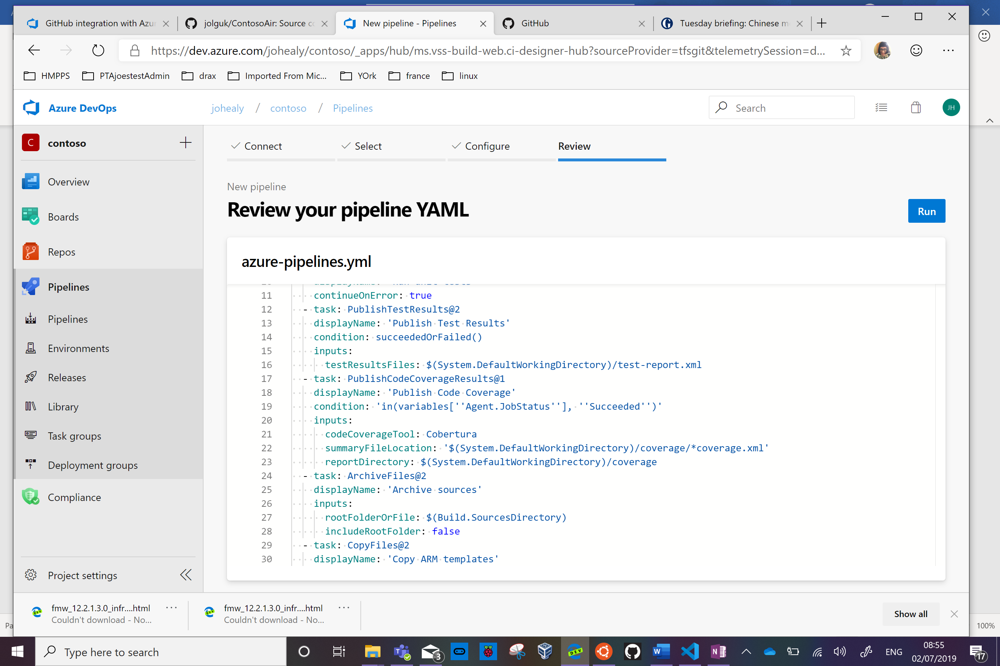 GitHub integration with Azur
jolguk/ContosoAir: Source co
New pipeline - Pipelines
GitHub
Tuesday briefing: Chinese m
https://dev.azure.com/johealy/contoso/_apps/hub/ms.vss-build-web.ci-designer-hub?sourceProvider=tfsgit&telemetrySession=d...
HMPPS
PTAjoestestAdmin
drax
Imported From Mic...
YOrk
france
linux
Azure DevOps
johealy / contoso / Pipelines
Search
JH
C contoso
Connect
Select
Configure
Review
Overview
Boards
Repos
Pipelines
Pipelines
Environments
Releases
Library
Task groups
Deployment groups
Compliance
Project settings
New pipeline
Review your pipeline YAML
Run
azure-pipelines.yml
10 displayName: 'Run unit tests'
11 continueOnError: true
12 - task: PublishTestResults@2
13 displayName: 'Publish Test Results'
14 condition: succeededOrFailed()
15 inputs:
16 testResultsFiles: $(System.DefaultWorkingDirectory)/test-report.xml
17 - task: PublishCodeCoverageResults@1
18 displayName: 'Publish Code Coverage'
19 condition: 'in(variables[''Agent.JobStatus''], ''Succeeded'')'
20 inputs:
21 codeCoverageTool: Cobertura
22 summaryFileLocation: '$(System.DefaultWorkingDirectory)/coverage/*coverage.xml'
23 reportDirectory: $(System.DefaultWorkingDirectory)/coverage
24 - task: ArchiveFiles@2
25 displayName: 'Archive sources'
26 inputs:
27 rootFolderOrFile: $(Build.SourcesDirectory)
28 includeRootFolder: false
29 - task: CopyFiles@2
30 displayName: 'Copy ARM templates'
fmw_12.2.1.3.0_infr....html
Couldn't download - No...
fmw_12.2.1.3.0_infr....html
Couldn't download - No...
Show all
Pa
100%
Type here to search
3
DEV
ENG
08:55
02/07/2019
17